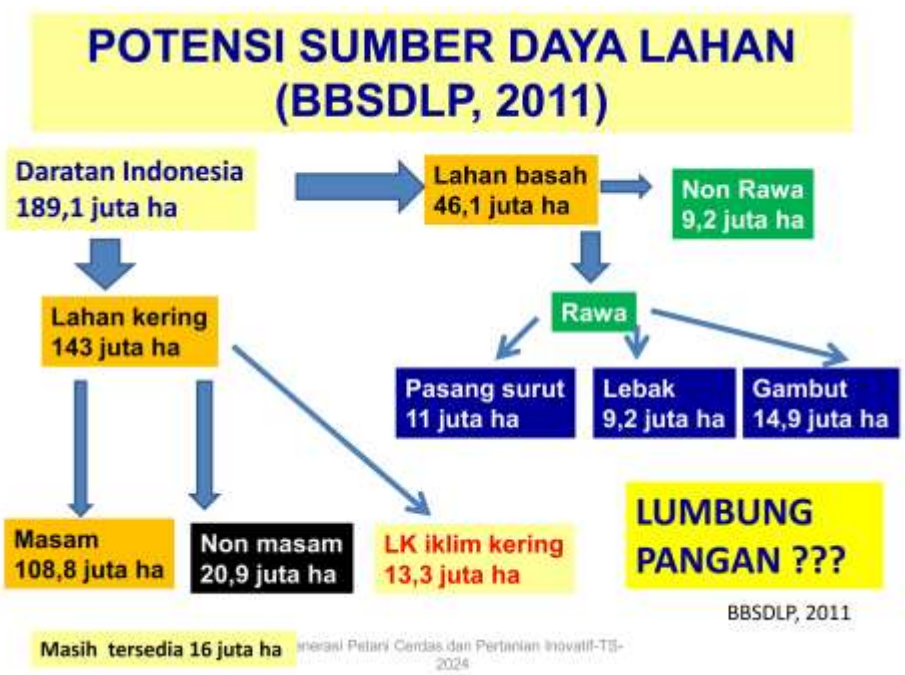 POTENSI SUMBER DAYA LAHAN
(BBSDLP, 2011)
Daratan Indonesia
189,1 juta ha
Lahan basah
46,1 juta ha
Non Rawa
9,2 juta ha
Lahan kering
143 juta ha
Rawa
Pasang surut
11 juta ha
Lebak
9,2 juta ha
Gambut
14,9 juta ha
Masam
108,8 juta ha
Non masam
20,9 juta ha
LK iklim kering
13,3 juta ha
LUMBUNG
PANGAN ???
BBSDLP, 2011
Masih tersedia 16 juta ha
Petani Cerdas dan Pertanian Inovatif-TS-
2024